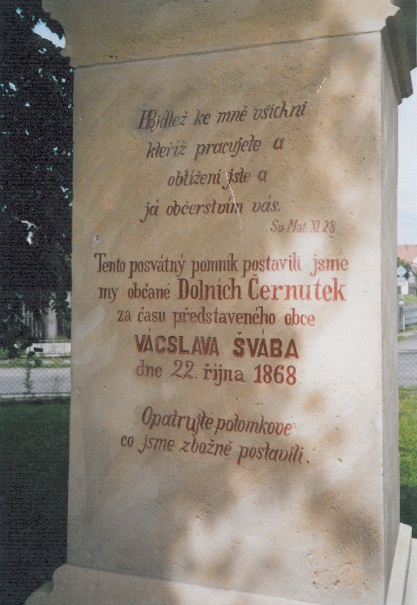 Pojdtež ke mně všichni
kteříž pracujete a
obtíženi jste a
já občerstvím vás.
Sv. Mat. XI 28.
Tento posvátný pomník postavili jsme
my občané Dolních Černutek
za času představeného obce
VÁCSLAVA ŠVÁBA
dne 22. října 1868
Opatrujte potomkove
co jsme zbožně postavili.